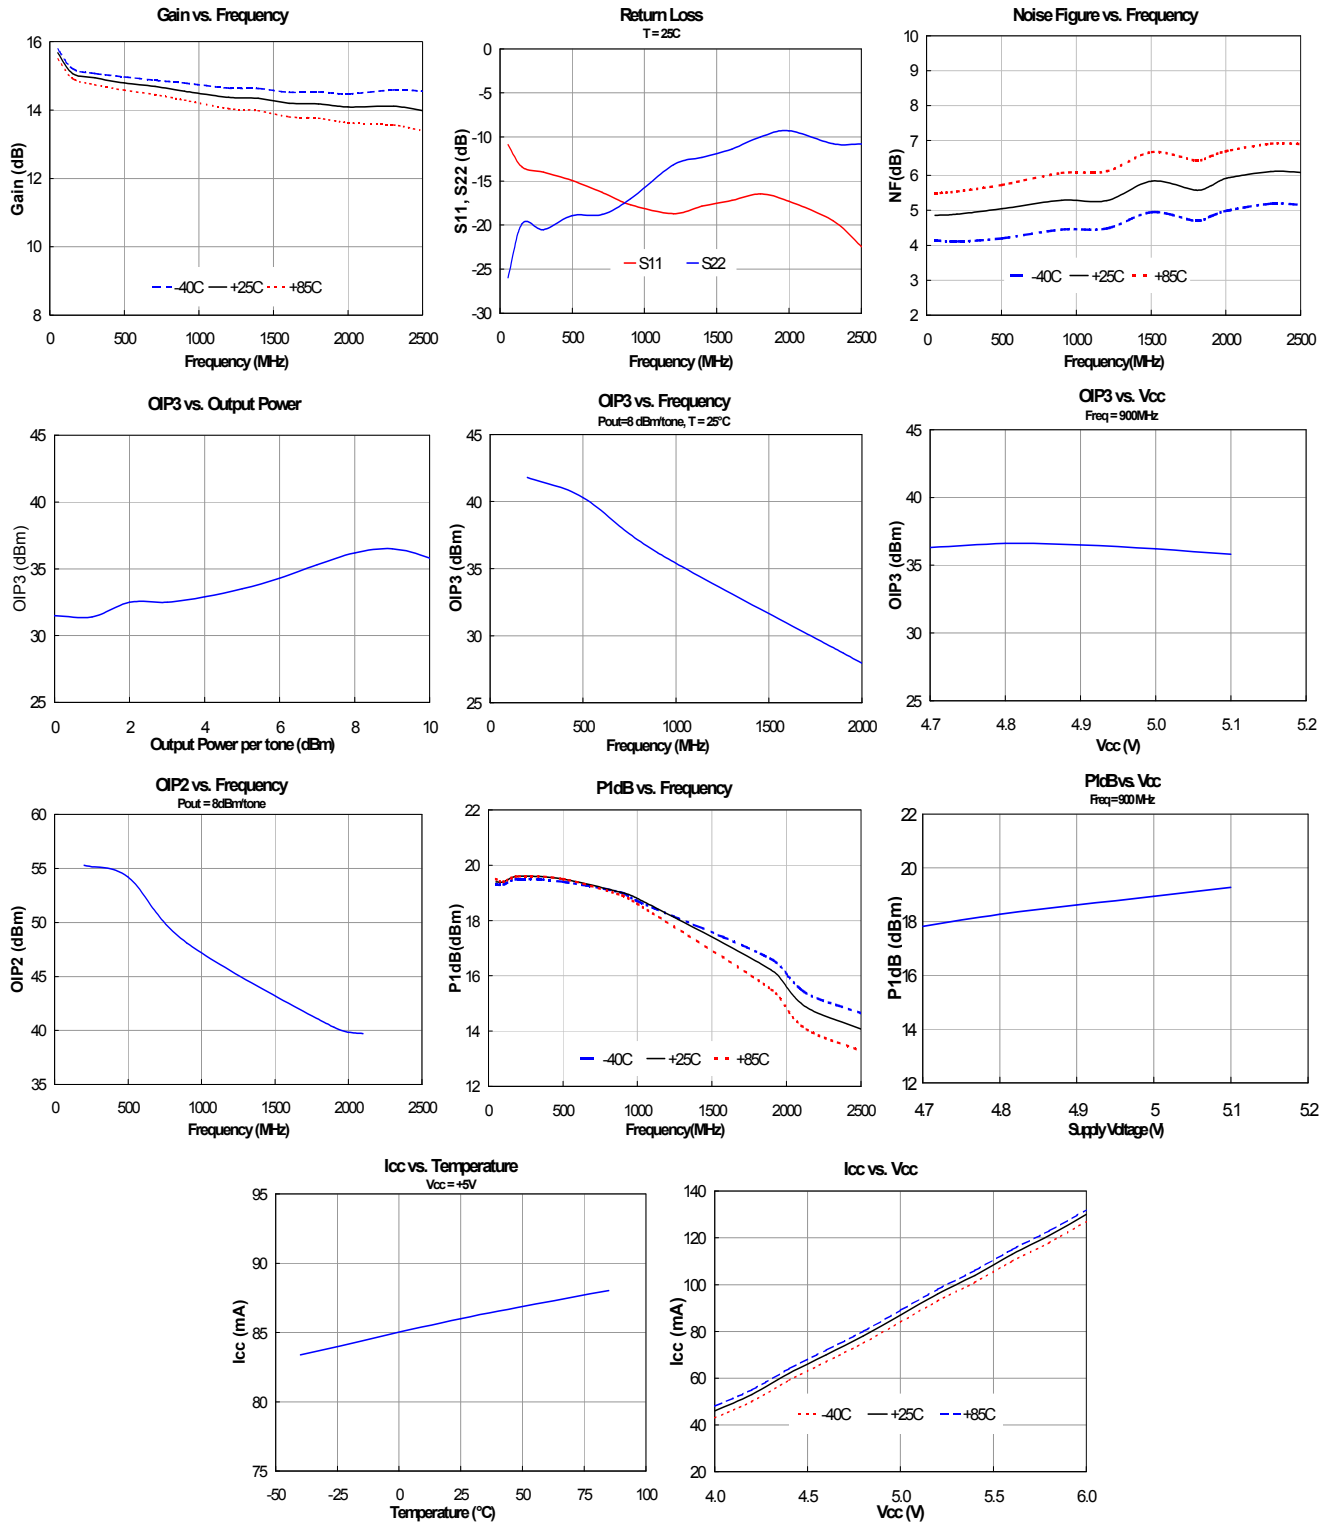 Gain vs. Frequency
16
14
12
10
8
Gain (dB)
-40C +25C +85C
0 500 1000 1500 2000 2500
Frequency (MHz)
Return Loss
T = 25C
0
-5
-10
-15
-20
-25
-30
S11, S22 (dB)
S11 S22
0 500 1000 1500 2000 2500
Frequency (MHz)
Noise Figure vs. Frequency
10
9
8
7
6
5
4
3
2
NF(dB)
-40C +25C +85C
0 500 1000 1500 2000 2500
Frequency(MHz)
OIP3 vs. Output Power
45
40
35
30
25
OIP3 (dBm)
0 2 4 6 8 10
Output Power per tone (dBm)
OIP3 vs. Frequency
Pout=8 dBm/tone, T = 25°C
45
40
35
30
25
OIP3 (dBm)
0 500 1000 1500 2000
Frequency (MHz)
OIP3 vs. Vcc
Freq = 900MHz
45
40
35
30
25
OIP3 (dBm)
4.7 4.8 4.9 5.0 5.1 5.2
Vcc (V)
OIP2 vs. Frequency
Pout = 8dBm/tone
60
55
50
45
40
35
OIP2 (dBm)
0 500 1000 1500 2000 2500
Frequency (MHz)
P1dB vs. Frequency
22
20
18
16
14
12
P1dB(dBm)
-40C +25C +85C
0 500 1000 1500 2000 2500
Frequency(MHz)
P1dB vs. Vcc
Freq = 900 MHz
22
20
18
16
14
12
P1dB (dBm)
4.7 4.8 4.9 5 5.1 5.2
Supply Voltage (V)
Icc vs. Temperature
Vcc = +5V
95
90
85
80
75
Icc (mA)
-50 -25 0 25 50 75 100
Temperature (°C)
Icc vs. Vcc
140
120
100
80
60
40
20
Icc (mA)
-40C +25C +85C
4.0 4.5 5.0 5.5 6.0
Vcc (V)